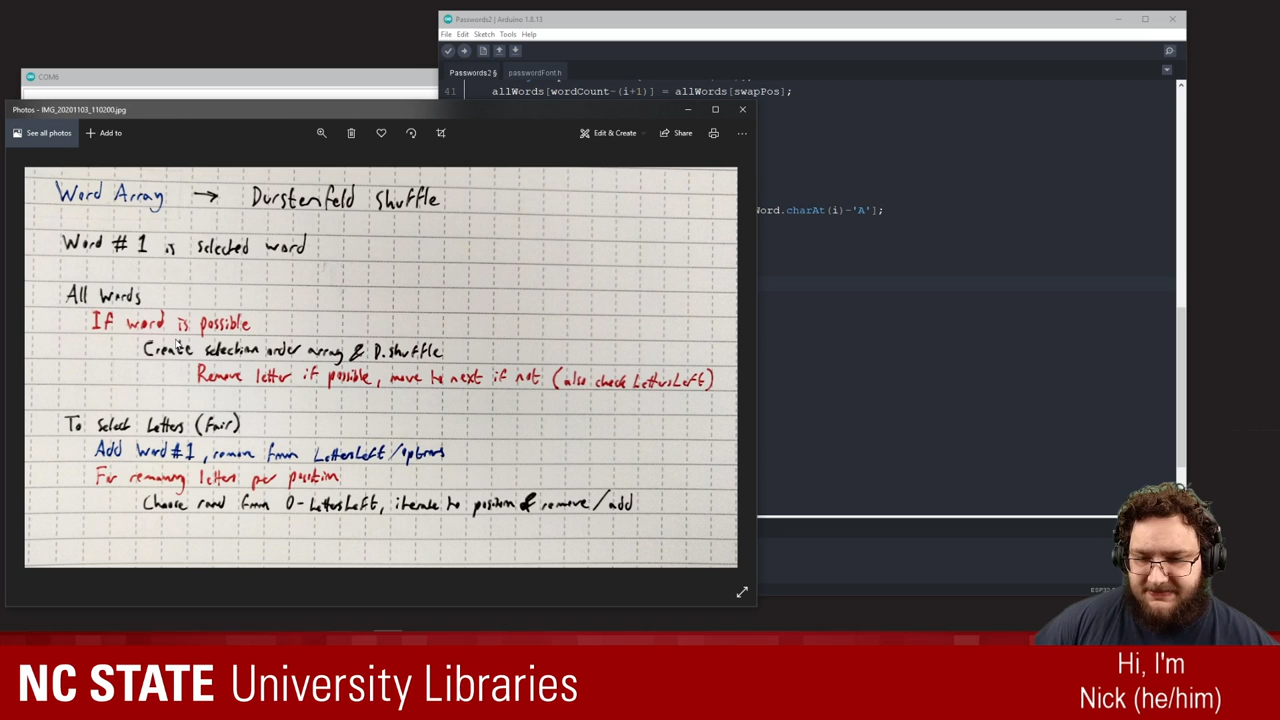 Passwords2 | Arduino 1.8.13
File Edit Sketch Tools Help
Passwords2 § passwordFont.h
COM6
41 allWords[wordCount-(i+1)] = allWords[swapPos];
Photos - IMG_20201103_110200.jpg
See all photos Add to Edit & Create Share
Word Array → Durstenfeld shuffle
Word # 1 is selected word
All Words
If word is possible
Create selection order array & D.shuffle
Remove letter if possible, move to next if not (also check LettersLeft)
To select Letters (Fair)
Add Word#1, remove from LettersLeft/options
For remaining letters per position
Choose rand from 0-LettersLeft, iterate to position & remove/add
Word.charAt(i)-'A'];
ESP32
NC STATE University Libraries
Hi, I'm
Nick (he/him)